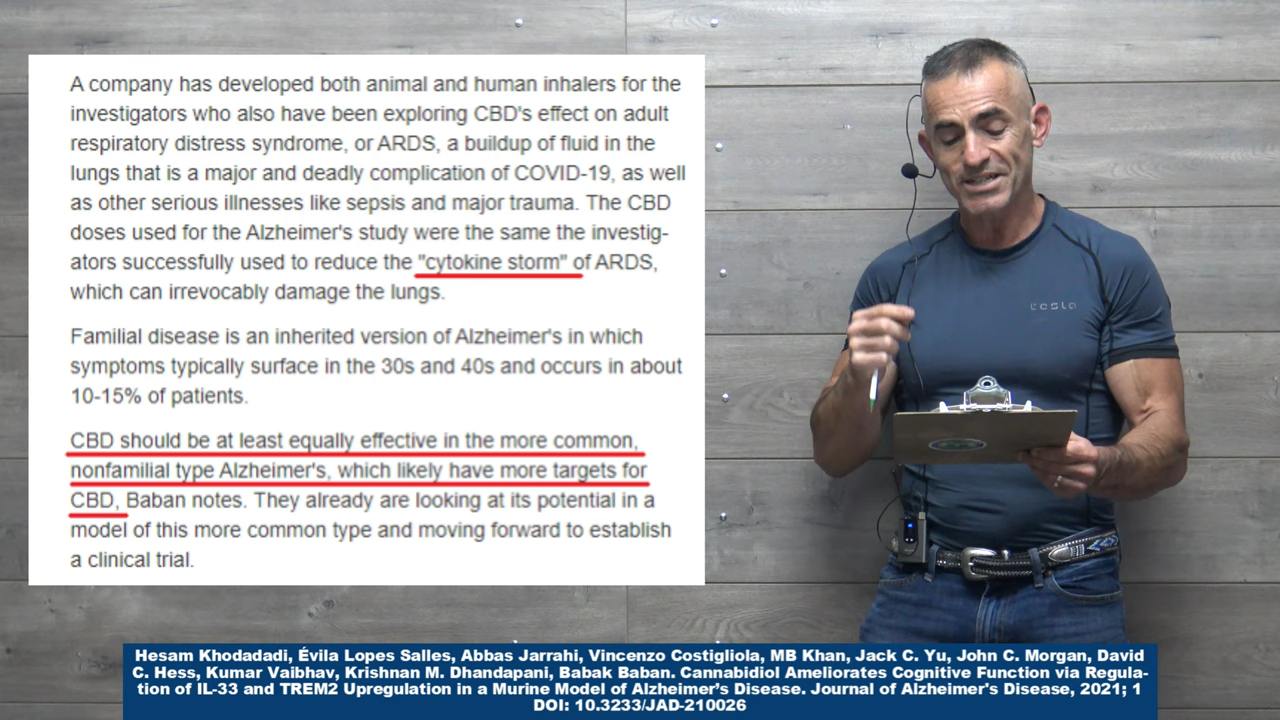 A company has developed both animal and human inhalers for the
investigators who also have been exploring CBD's effect on adult
respiratory distress syndrome, or ARDS, a buildup of fluid in the
lungs that is a major and deadly complication of COVID-19, as well
as other serious illnesses like sepsis and major trauma. The CBD
doses used for the Alzheimer's study were the same the investig-
ators successfully used to reduce the "cytokine storm" of ARDS,
which can irrevocably damage the lungs.
Familial disease is an inherited version of Alzheimer's in which
symptoms typically surface in the 30s and 40s and occurs in about
10-15% of patients.
CBD should be at least equally effective in the more common,
nonfamilial type Alzheimer's, which likely have more targets for
CBD, Baban notes. They already are looking at its potential in a
model of this more common type and moving forward to establish
a clinical trial.
tesla
Hesam Khodadadi, Évila Lopes Salles, Abbas Jarrahi, Vincenzo Costigliola, MB Khan, Jack C. Yu, John C. Morgan, David
C. Hess, Kumar Vaibhav, Krishnan M. Dhandapani, Babak Baban. Cannabidiol Ameliorates Cognitive Function via Regula-
tion of IL-33 and TREM2 Upregulation in a Murine Model of Alzheimer's Disease. Journal of Alzheimer's Disease, 2021; 1
DOI: 10.3233/JAD-210026